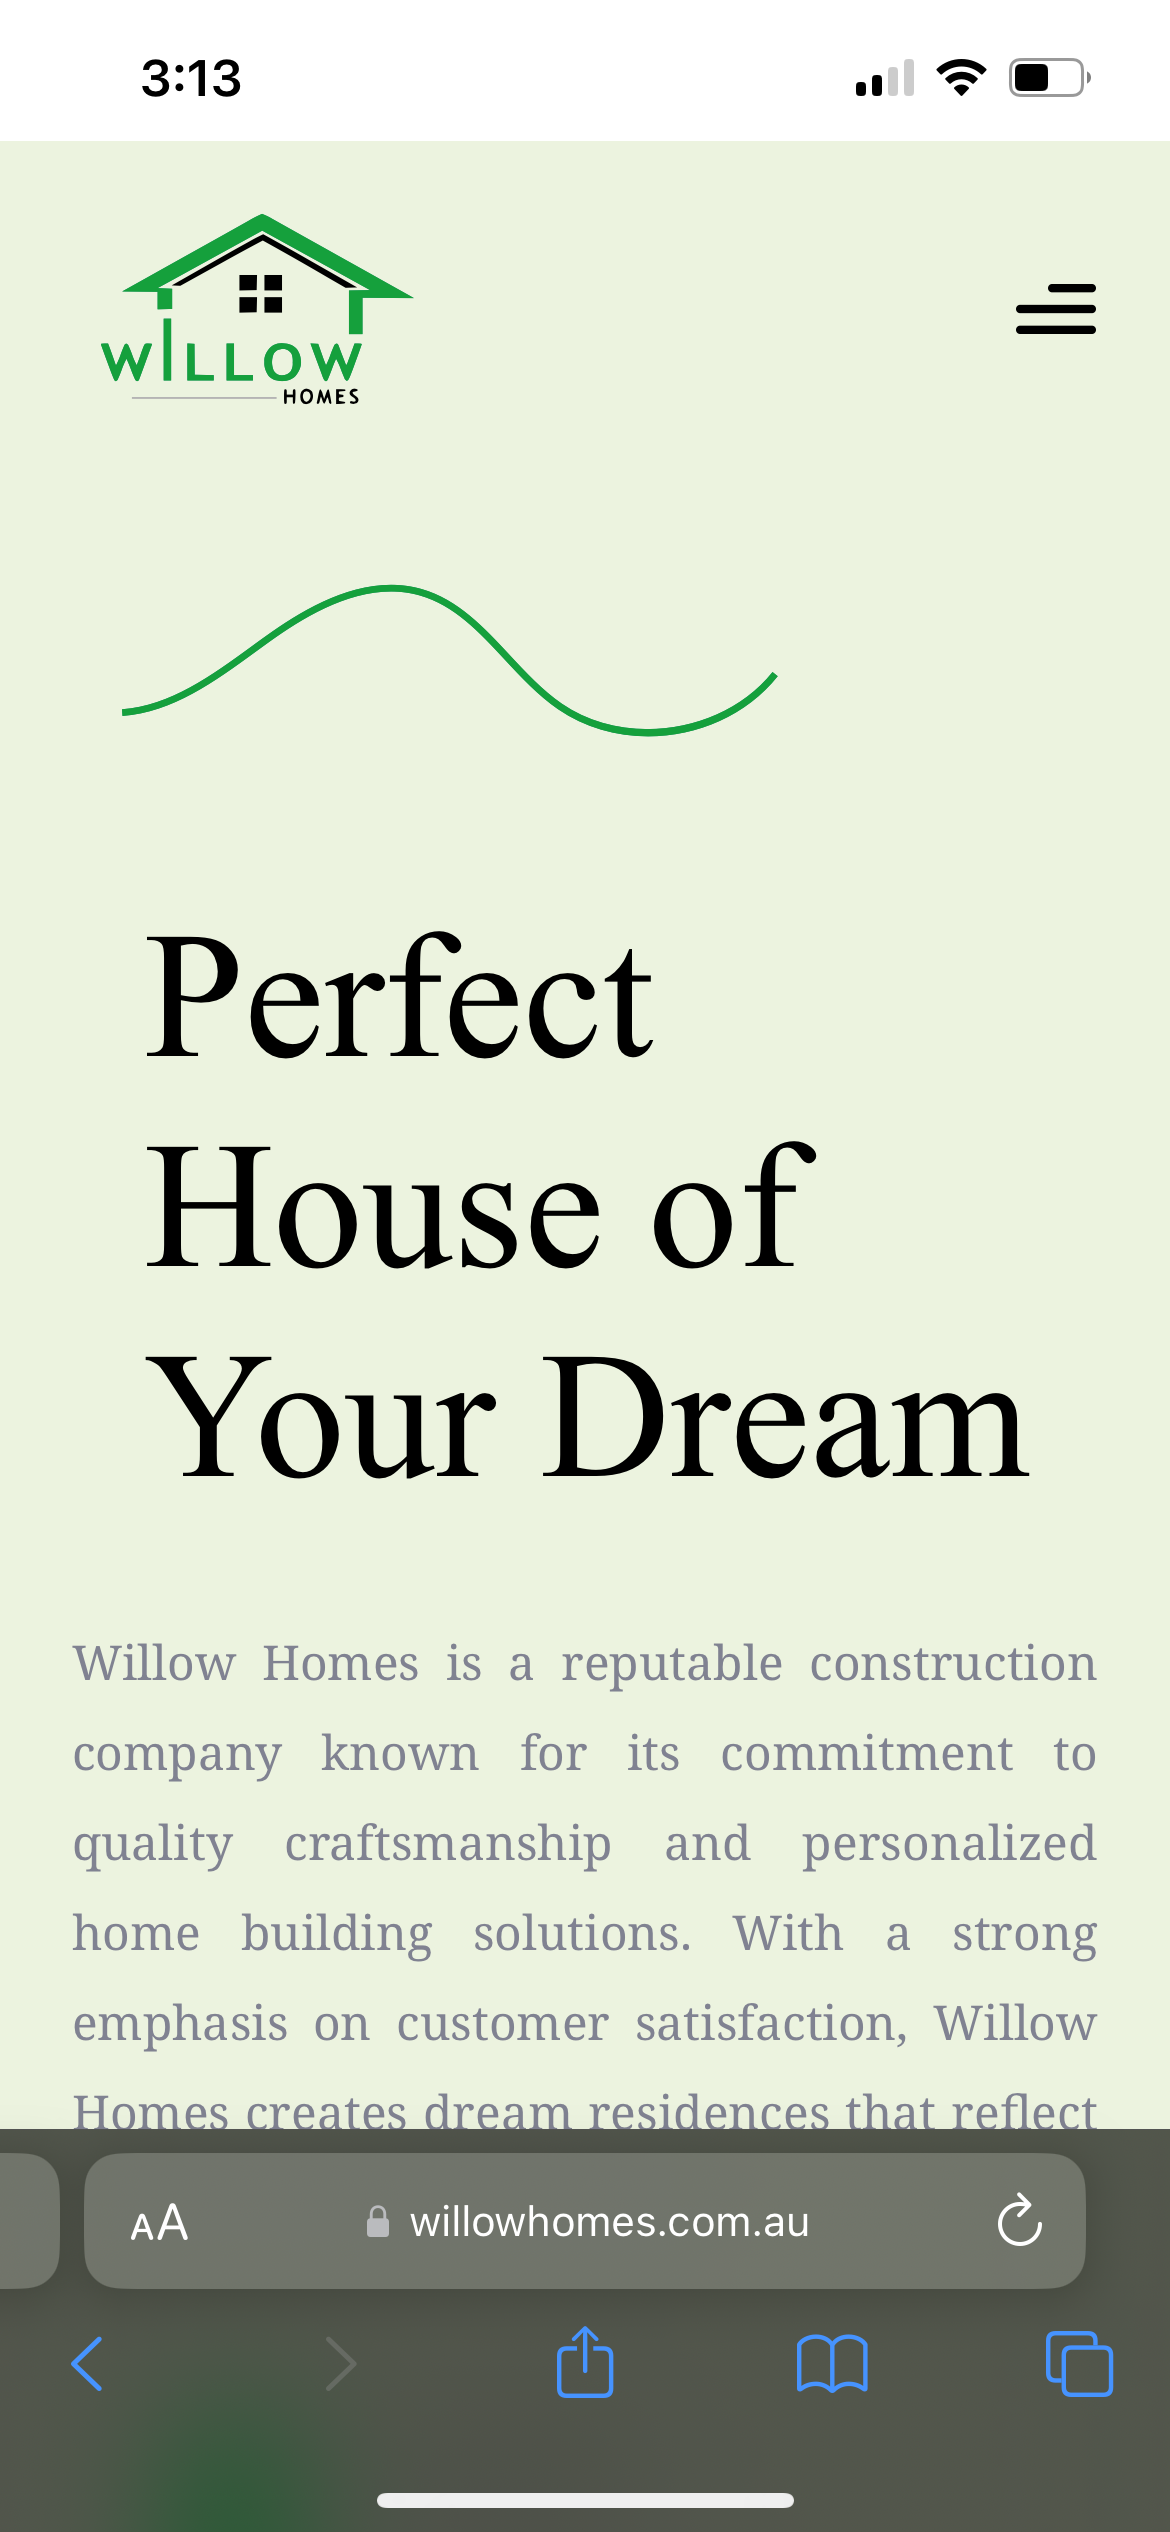 3:13
WILLOW
HOMES
Perfect
House of
Your Dream
Willow Homes is a reputable construction
company known for its commitment to
quality craftsmanship and personalized
home building solutions. With a strong
emphasis on customer satisfaction, Willow
Homes creates dream residences that reflect
AA willowhomes.com.au